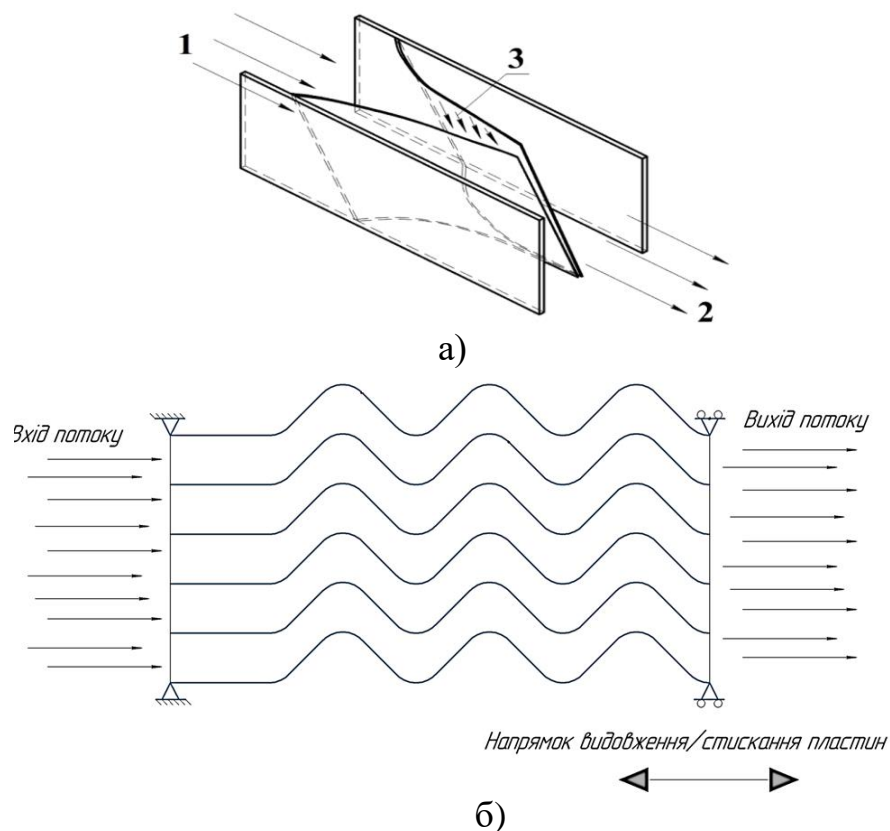 1
3
2
а)
Вхід потоку
Вихід потоку
Напрямок видовження/стискання пластин
б)